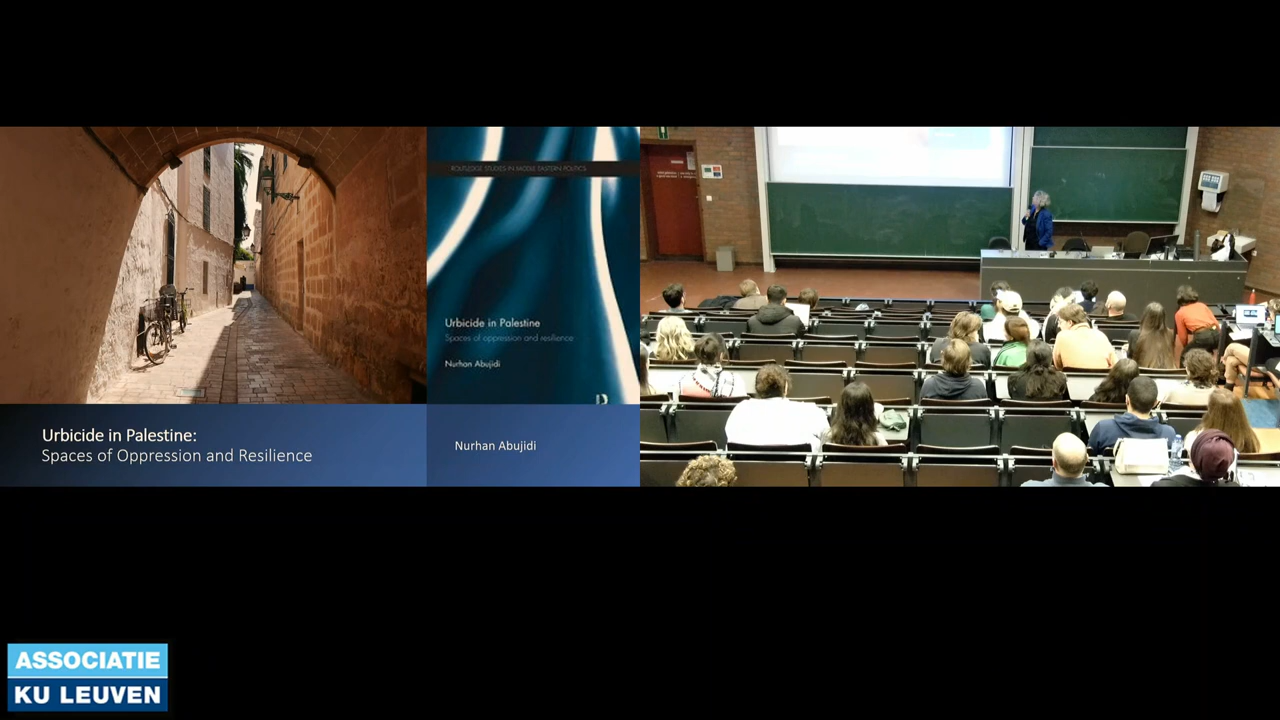 ROUTLEDGE STUDIES IN MIDDLE EASTERN POLITICS
Urbicide in Palestine
Spaces of oppression and resilience
Nurhan Abujidi
Urbicide in Palestine:
Spaces of Oppression and Resilience
Nurhan Abujidi
ASSOCIATIE
KU LEUVEN